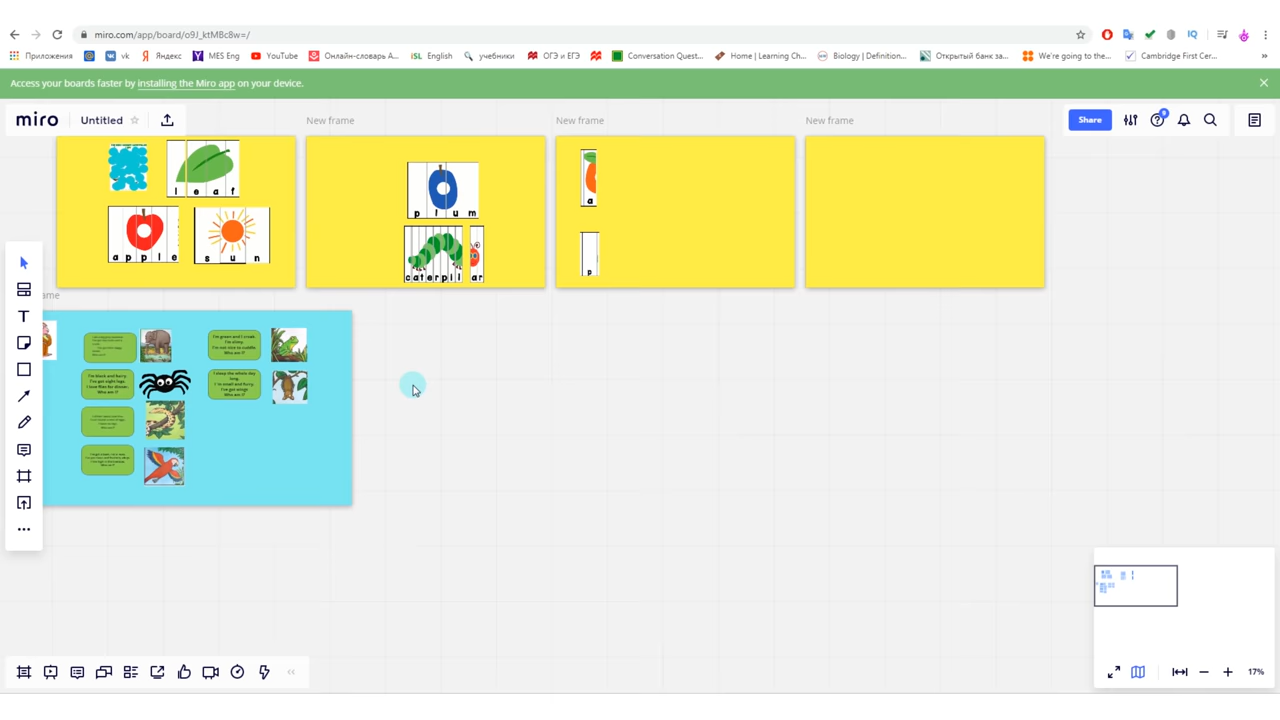 miro.com/app/board/o9J_ktMBc8w=/
Приложения vk Яндекс MES Eng YouTube Онлайн-словарь A... ISL English учебники ОГЭ и ЕГЭ Conversation Quest... Home | Learning Ch... Biology | Definition... Открытый банк за... We're going to the... Cambridge First Cer...
Access your boards faster by installing the Miro app on your device.
miro Untitled Share
New frame New frame New frame
l e a f
a p p l e
s u n
p l u m
c a t e r p i l ar
a
p
ame
I'm green and I croak.
I'm slimy.
I'm not nice to cuddle.
Who am I?
I'm black and hairy.
I've got eight legs.
I love flies for dinner.
Who am I?
I sleep the whole day
long.
I'm small and furry.
I've got wings
Who am I?
17%